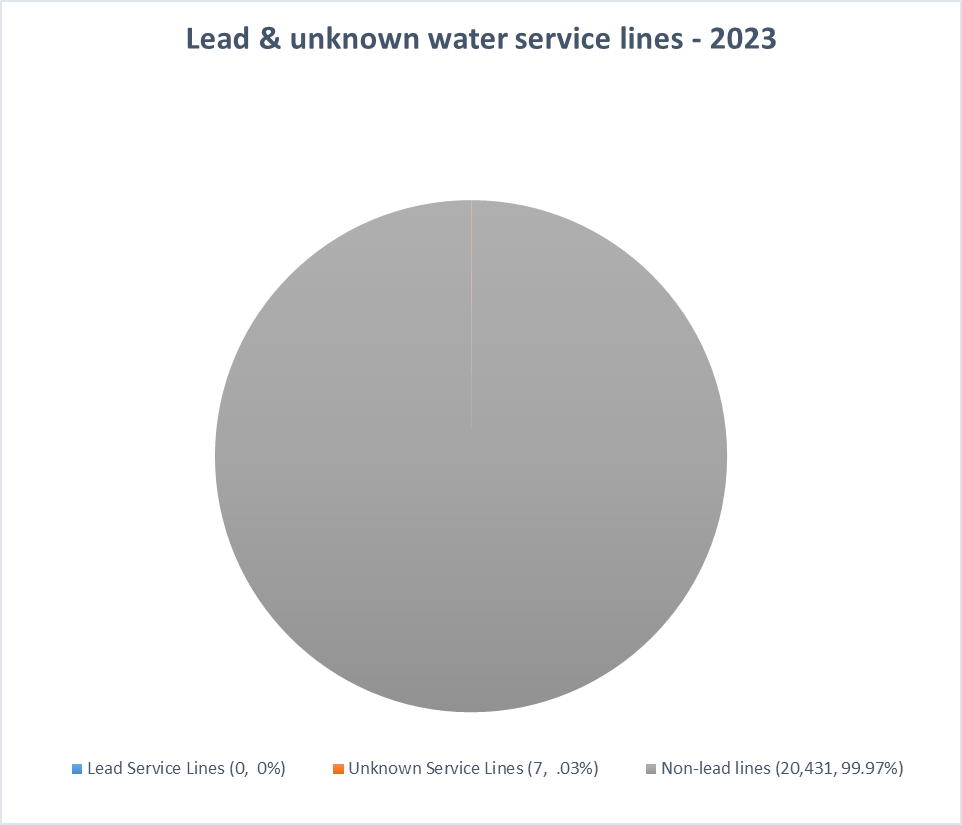 Lead & unknown water service lines - 2023
Lead Service Lines (0,  0%)
Unknown Service Lines (7,  .03%)
Non-lead lines (20,431, 99.97%)